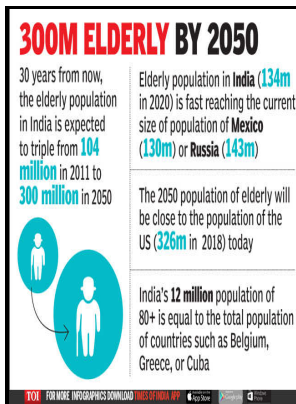 300M ELDERLY BY 2050
30 years from now,
the elderly population
in India is expected
to triple from 104
million in 2011 to
300 million in 2050
Elderly population in India (134m
in 2020) is fast reaching the current
size of population of Mexico
(130m) or Russia (143m)
The 2050 population of elderly will
be close to the population of the
US (326m in 2018) today
India's 12 million population of
80+ is equal to the total population
of countries such as Belgium,
Greece, or Cuba
TOI FOR MORE INFOGRAPHICS DOWNLOAD TIMES OF INDIA APP App Store